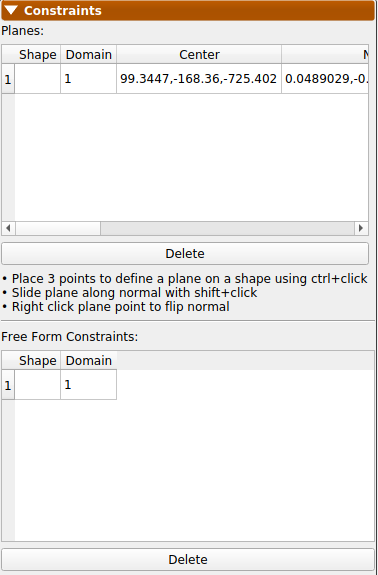 Constraints
Planes:
Shape Domain Center
1 1 99.3447,-168.36,-725.402 0.0489029,-0.
Delete
• Place 3 points to define a plane on a shape using ctrl+click
• Slide plane along normal with shift+click
• Right click plane point to flip normal
Free Form Constraints:
Shape Domain
1 1
Delete